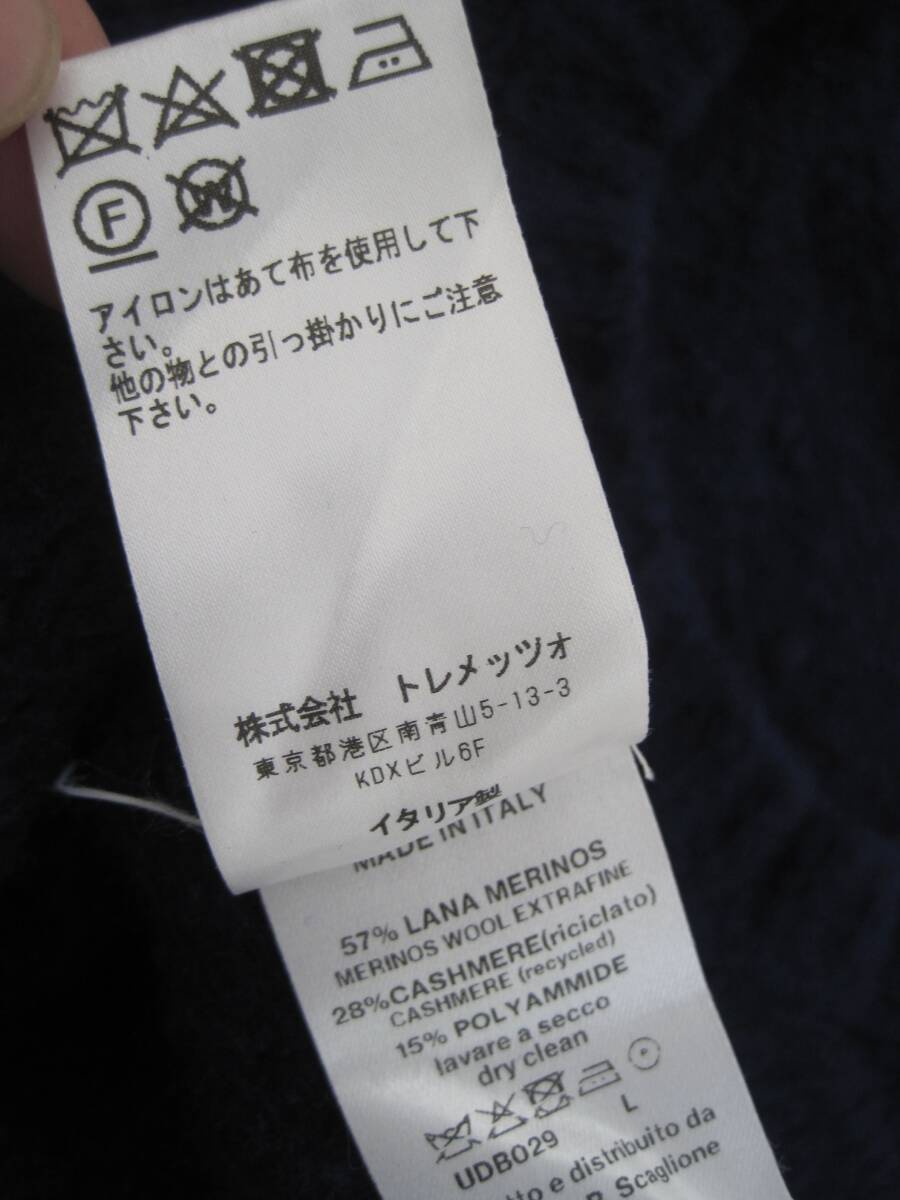 F W
アイロンはあて布を使用して下
さい。
他の物との引っ掛かりにご注意
下さい。
株式会社 トレメッツォ
東京都港区南青山5-13-3
KDXビル6F
イタリア製
MADE IN ITALY
57% LANA MERINOS
MERINOS WOOL EXTRAFINE
28%CASHMERE(riciclato)
CASHMERE (recycled)
15% POLYAMMIDE
lavare a secco
dry clean
UDB029 L
e distribuito da
Scaglione